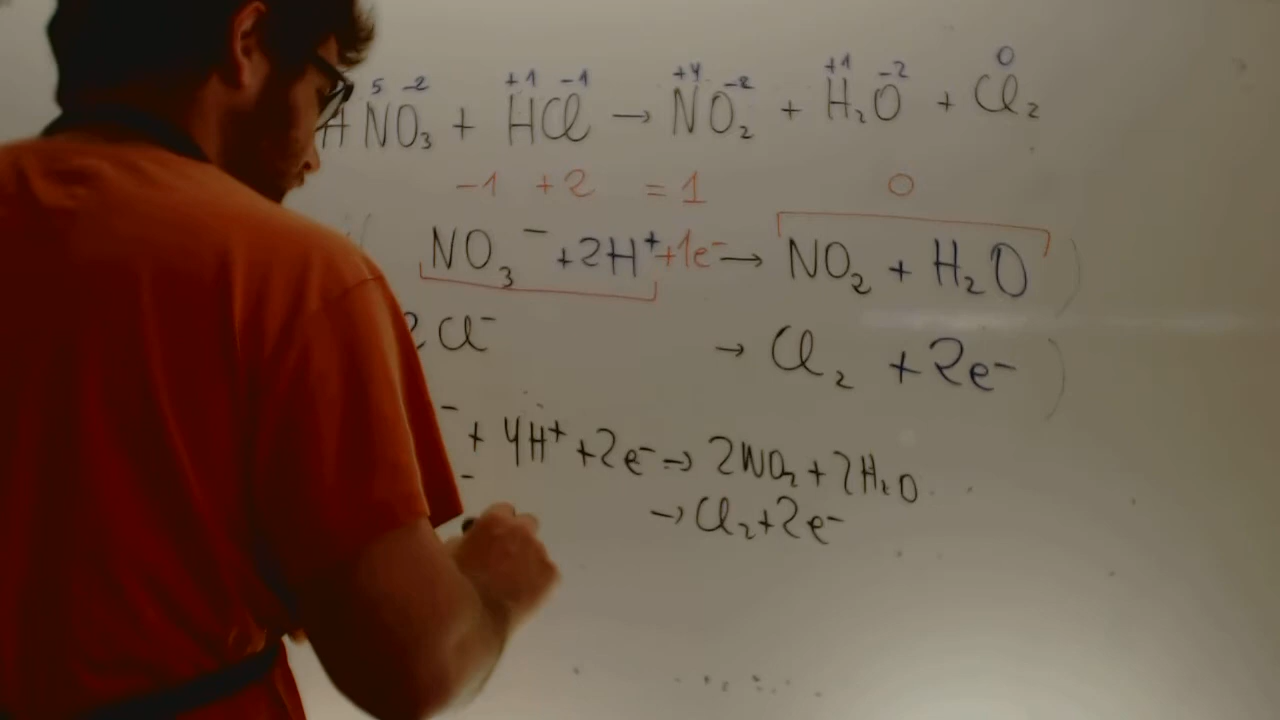 5 -2 +1 -1 +4 -2 +1 -2 0
HNO₃ + HCl → NO₂ + H₂O + Cl₂
-1 +2 = 1 0
NO₃⁻ + 2H⁺ + 1e⁻ → NO₂ + H₂O
2Cl⁻ → Cl₂ + 2e⁻
⁻ + 4H⁺ + 2e⁻ → 2NO₂ + 2H₂O
⁻ → Cl₂ + 2e⁻